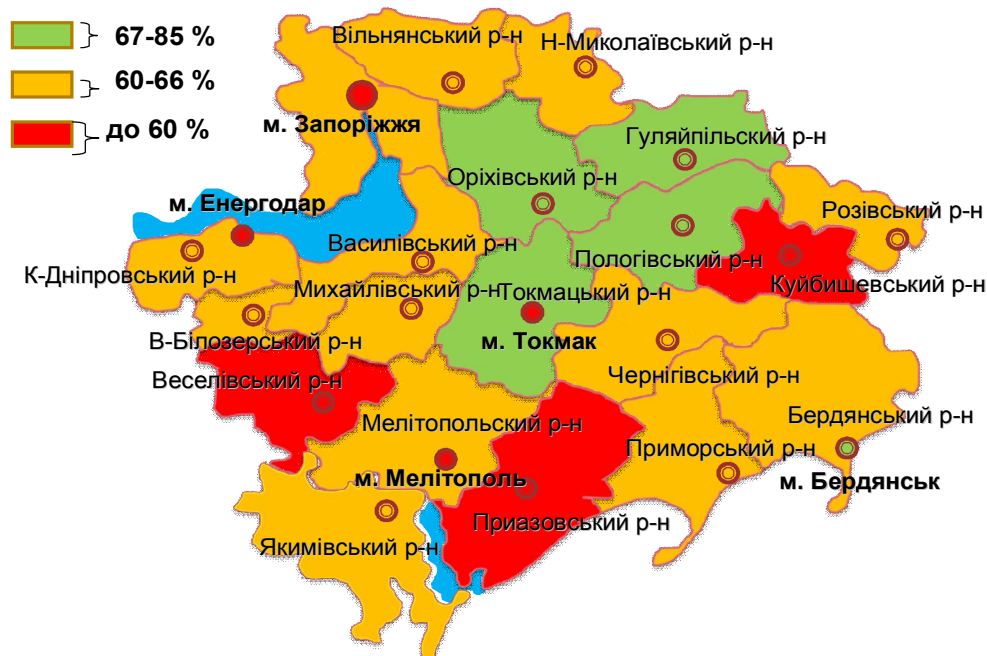 67-85 %
60-66 %
до 60 %
Вільнянський р-н
Н-Миколаївський р-н
м. Запоріжжя
Гуляйпільский р-н
Оріхівський р-н
м. Енергодар
Розівський р-н
Василівський р-н
Пологівський р-н
К-Дніпровський р-н
Куйбишевський р-н
Михайлівський р-н
Токмацький р-н
В-Білозерський р-н
м. Токмак
Веселівський р-н
Чернігівський р-н
Мелітопольский р-н
Бердянський р-н
Приморський р-н
м. Мелітополь
м. Бердянськ
Приазовський р-н
Якимівський р-н